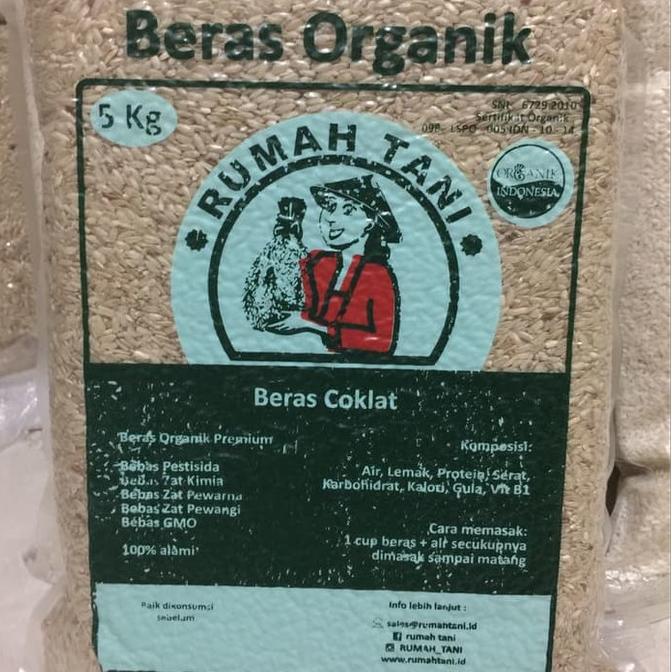 Beras Organik
5 Kg
SNI 6729:2010
Sertifikat Organik
RUMAH TANI
ORGANIK
INDONESIA
Beras Coklat
Beras Organik Premium
Bebas Pestisida
Bebas Zat Kimia
Bebas Zat Pewarna
Bebas Zat Pewangi
Bebas GMO
100% alami
Komposisi:
Air, Lemak, Protein, Serat,
Karbohidrat, Kalori, Gula, Vit B1
Cara memasak:
1 cup beras + air secukupnya
dimasak sampai matang
Baik dikonsumsi
sebelum
Info lebih lanjut :
sales@rumahtani.id
rumah tani
RUMAH_TANI
www.rumahtani.id